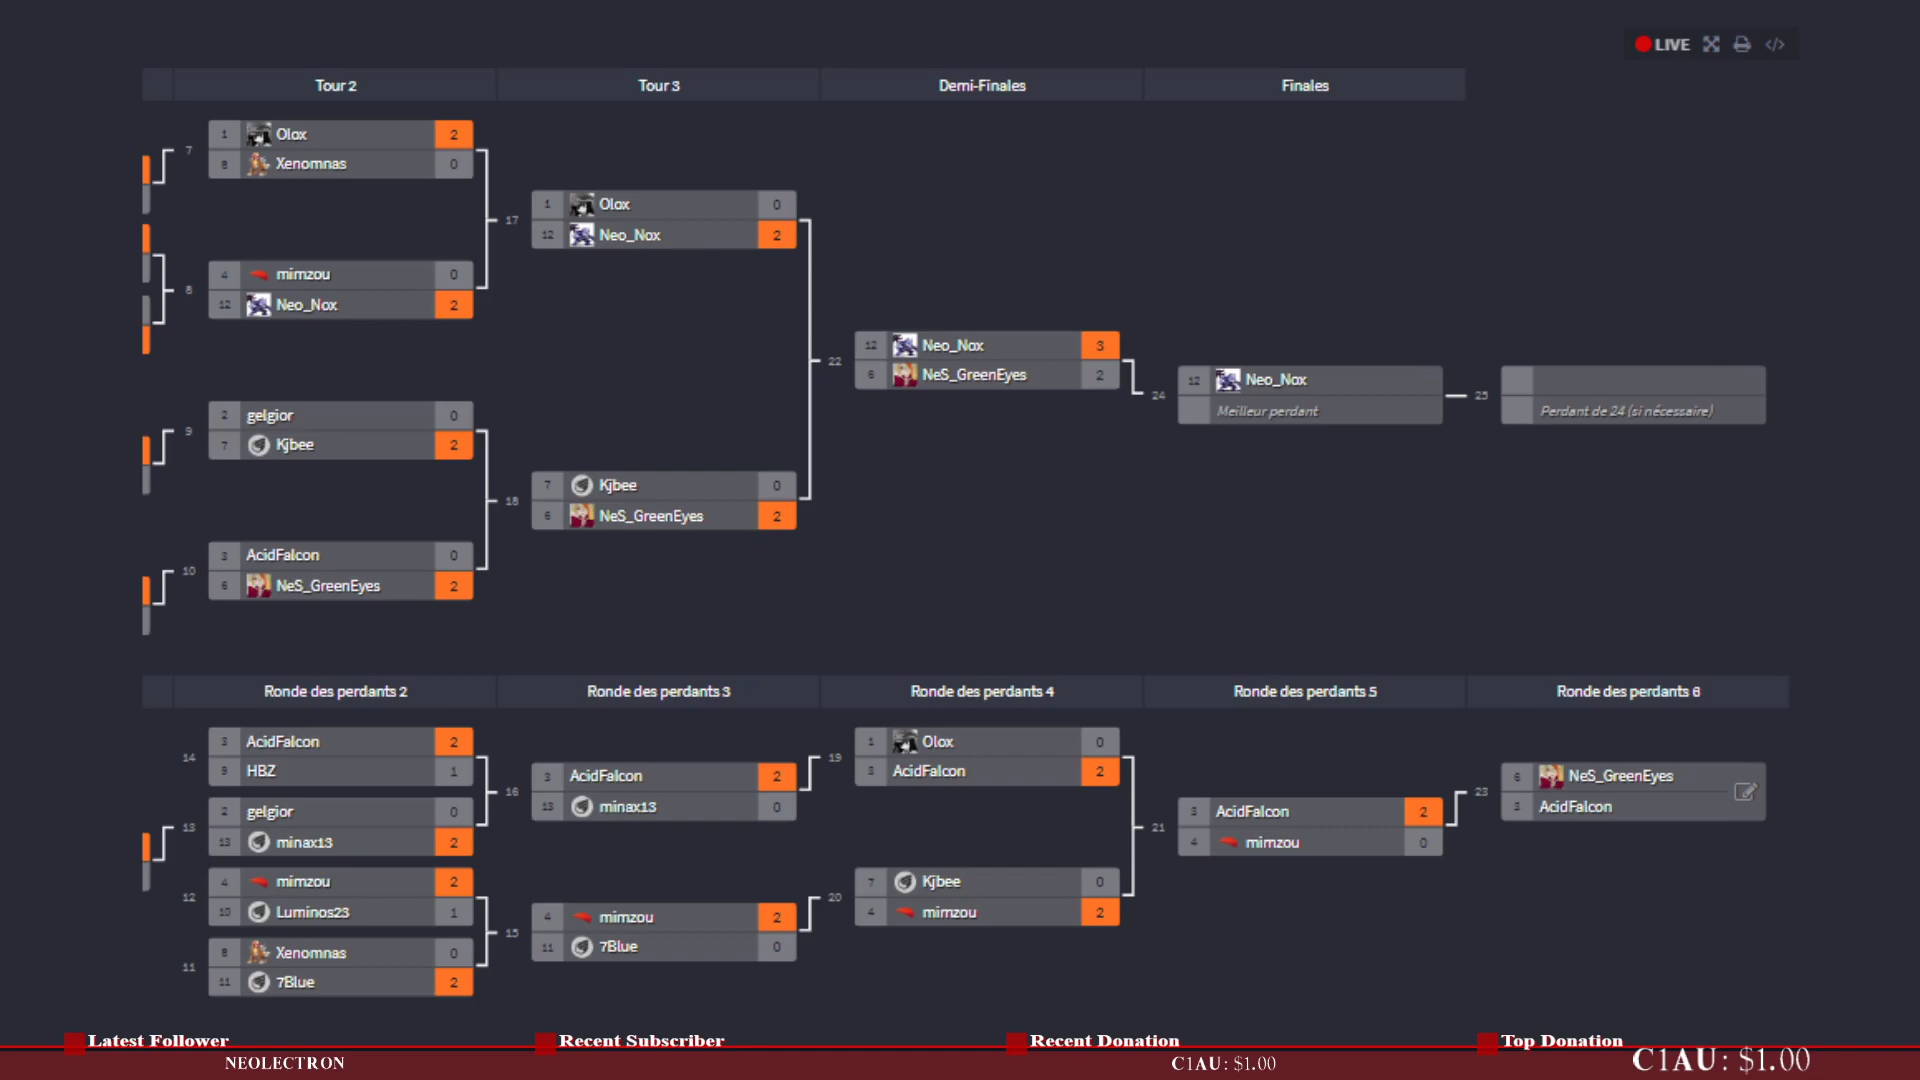 LIVE
Tour 2
Tour 3
Demi-Finales
Finales
7
1 Olax 2
8 Xenomnas 0
8
4 mimzou 0
12 Neo_Nox 2
9
2 gelgior 0
7 Kjbee 2
10
3 AcidFalcon 0
6 NeS_GreenEyes 2
17
1 Olax 0
12 Neo_Nox 2
18
7 Kjbee 0
6 NeS_GreenEyes 2
22
12 Neo_Nox 3
6 NeS_GreenEyes 2
24
12 Neo_Nox
Meilleur perdant
25
Perdant de 24 (si nécessaire)
Ronde des perdants 2
Ronde des perdants 3
Ronde des perdants 4
Ronde des perdants 5
Ronde des perdants 6
14
3 AcidFalcon 2
9 HBZ 1
13
2 gelgior 0
13 minax13 2
12
4 mimzou 2
10 Luminos23 1
11
8 Xenomnas 0
11 7Blue 2
16
3 AcidFalcon 2
13 minax13 0
15
4 mimzou 2
11 7Blue 0
19
1 Olax 0
3 AcidFalcon 2
20
7 Kjbee 0
4 mimzou 2
21
3 AcidFalcon 2
4 mimzou 0
23
6 NeS_GreenEyes
3 AcidFalcon
Latest Follower
NEOLECTRON
Recent Subscriber
Recent Donation
C1AU: $1.00
Top Donation
C1AU: $1.00